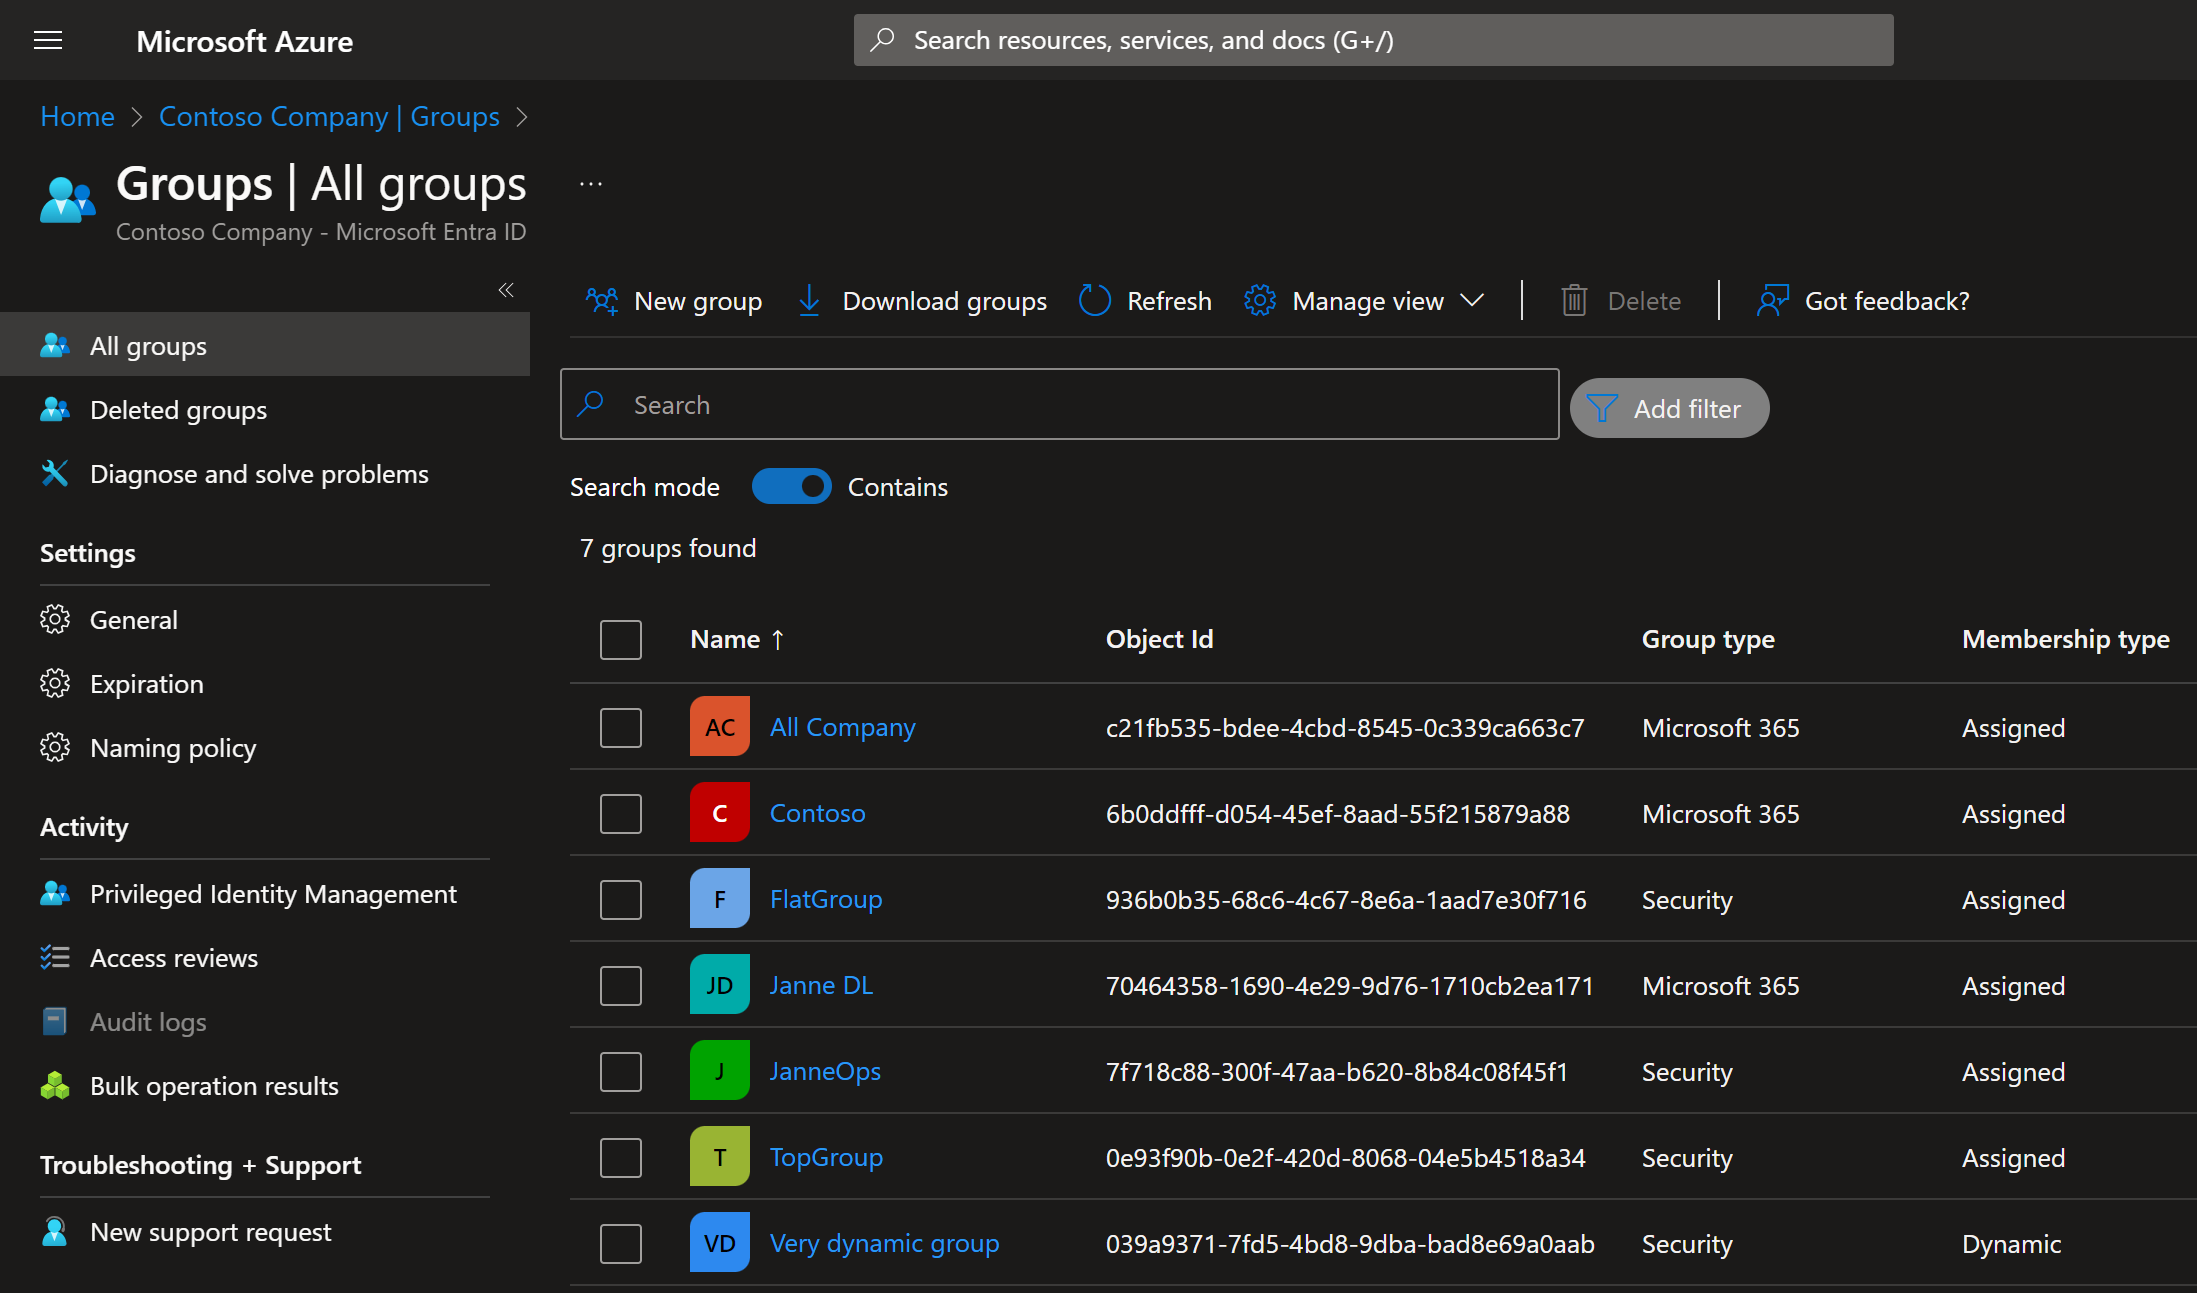 Microsoft Azure
Search resources, services, and docs (G+/)
Home > Contoso Company | Groups >
Groups | All groups ...
Contoso Company - Microsoft Entra ID
«
All groups
Deleted groups
Diagnose and solve problems
Settings
General
Expiration
Naming policy
Activity
Privileged Identity Management
Access reviews
Audit logs
Bulk operation results
Troubleshooting + Support
New support request
New group Download groups Refresh Manage view Delete Got feedback?
Search Add filter
Search mode Contains
7 groups found
Name ↑ Object Id Group type Membership type
AC All Company c21fb535-bdee-4cbd-8545-0c339ca663c7 Microsoft 365 Assigned
C Contoso 6b0ddfff-d054-45ef-8aad-55f215879a88 Microsoft 365 Assigned
F FlatGroup 936b0b35-68c6-4c67-8e6a-1aad7e30f716 Security Assigned
JD Janne DL 70464358-1690-4e29-9d76-1710cb2ea171 Microsoft 365 Assigned
J JanneOps 7f718c88-300f-47aa-b620-8b84c08f45f1 Security Assigned
T TopGroup 0e93f90b-0e2f-420d-8068-04e5b4518a34 Security Assigned
VD Very dynamic group 039a9371-7fd5-4bd8-9dba-bad8e69a0aab Security Dynamic